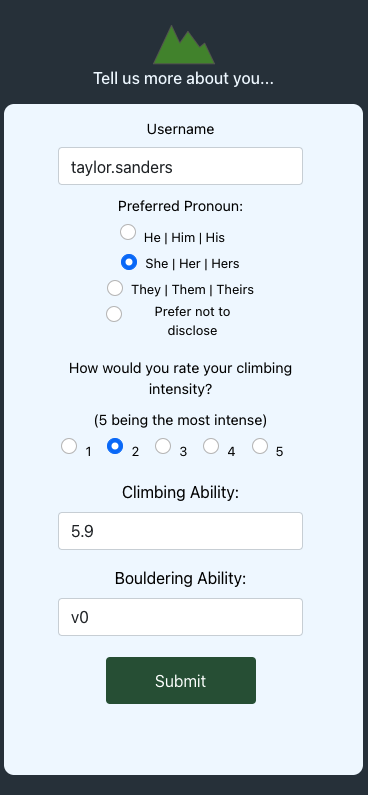 Tell us more about you...
Username
taylor.sanders
Preferred Pronoun:
He | Him | His
She | Her | Hers
They | Them | Theirs
Prefer not to
disclose
How would you rate your climbing
intensity?
(5 being the most intense)
1 2 3 4 5
Climbing Ability:
5.9
Bouldering Ability:
v0
Submit